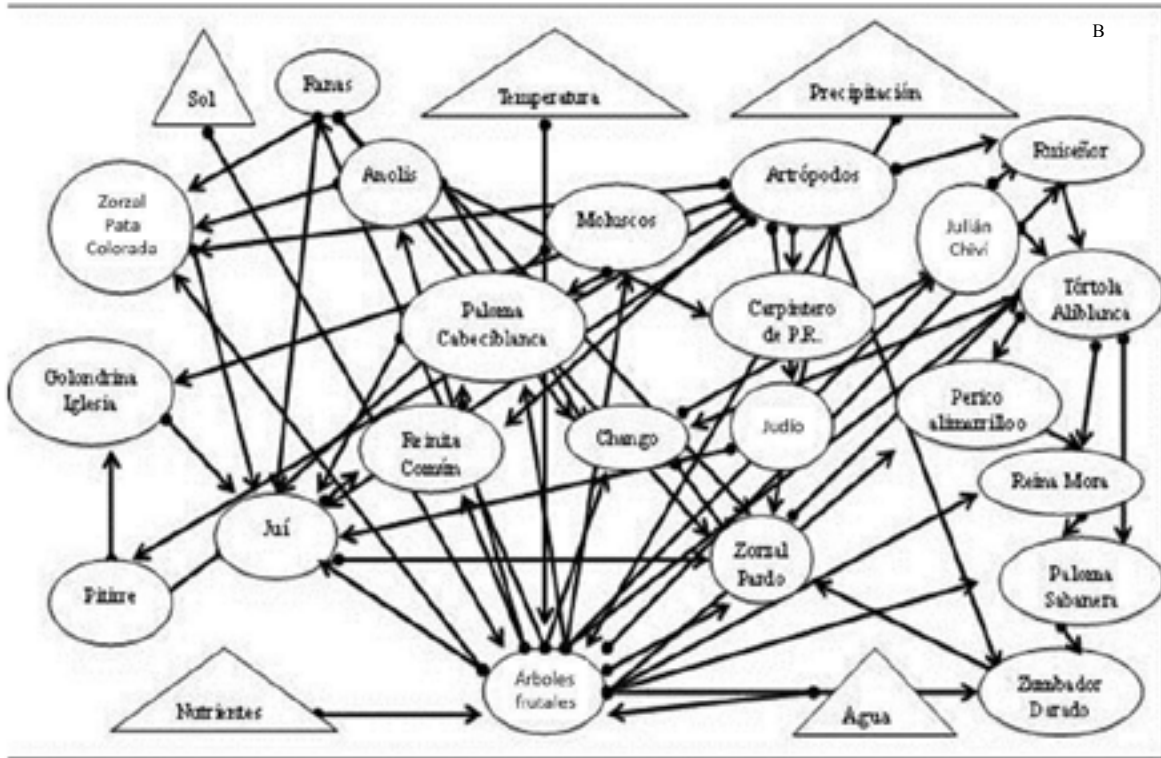 B
Sol
Ranas
Temperatura
Precipitación
Zorzal
Pata
Colorada
Anolis
Moluscos
Artrópodos
Ruiseñor
Julián
Chiví
Paloma
Cabeciblanca
Carpintero
de P.R.
Tórtola
Aliblanca
Golondrina
Iglesia
Reinita
Común
Chango
Judío
Perico
alimarrilloo
Reina Mora
Juí
Zorzal
Pardo
Paloma
Sabanera
Pitirre
Árboles
frutales
Nutrientes
Agua
Zumbador
Dorado